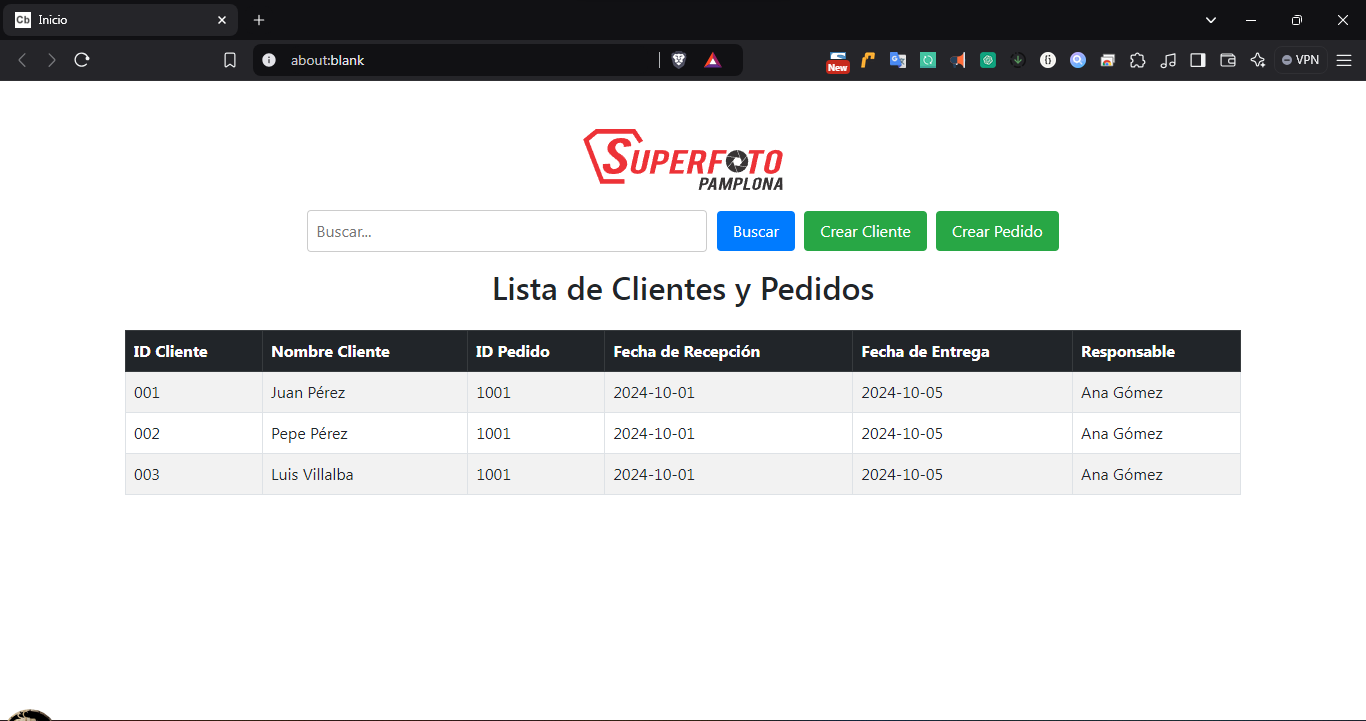 Cb Inicio
about:blank
New
VPN
SUPERFOTO
PAMPLONA
Buscar... Buscar Crear Cliente Crear Pedido
Lista de Clientes y Pedidos
ID Cliente Nombre Cliente ID Pedido Fecha de Recepción Fecha de Entrega Responsable
001 Juan Pérez 1001 2024-10-01 2024-10-05 Ana Gómez
002 Pepe Pérez 1001 2024-10-01 2024-10-05 Ana Gómez
003 Luis Villalba 1001 2024-10-01 2024-10-05 Ana Gómez